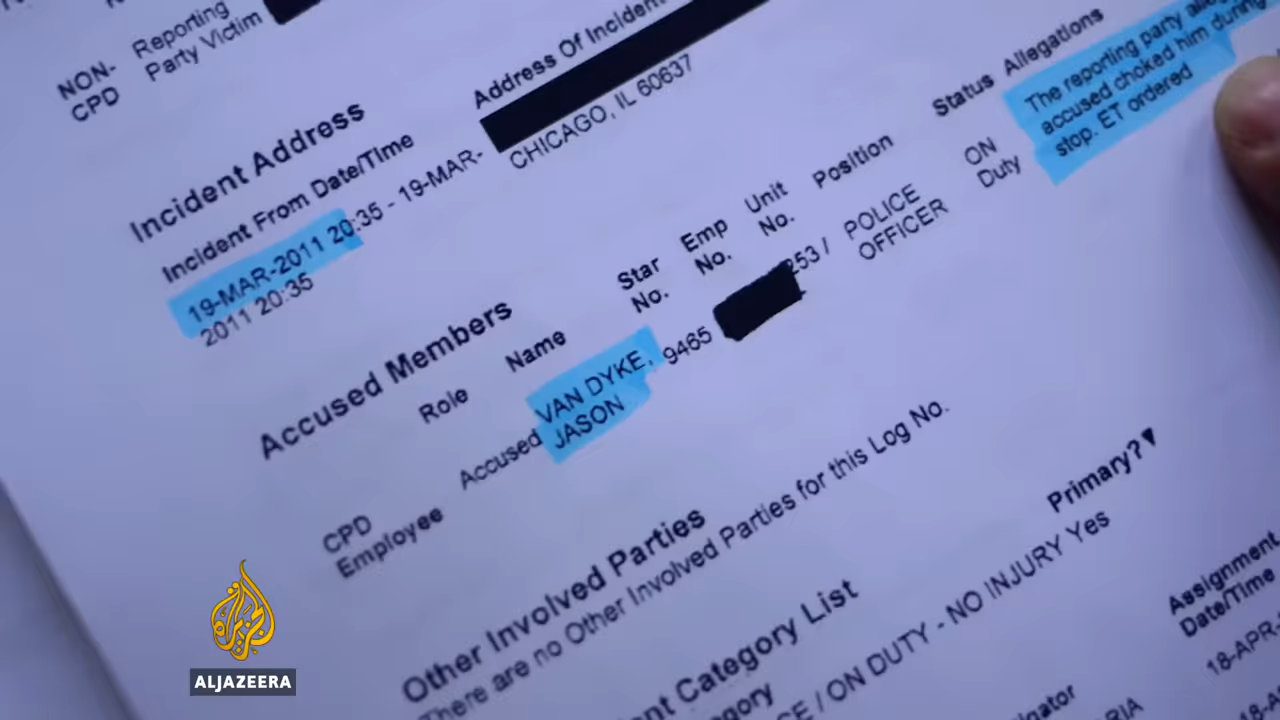 NON-
CPD
Reporting
Party Victim
Address Of Incident
CHICAGO, IL 60637
Incident Address
Incident From Date/Time
19-MAR-2011 20:35 - 19-MAR-
2011 20:35
Accused Members
Role
Name
Star
No.
Emp
No.
Unit
No.
Position
Status
Allegations
CPD
Employee
Accused
VAN DYKE,
JASON
9465
253 /
POLICE
OFFICER
ON
Duty
The reporting party
accused choked him during
stop. ET ordered
Other Involved Parties
There are no Other Involved Parties for this Log No.
Category List
Primary?▼
/ ON DUTY - NO INJURY Yes
Assignment
Date/Time
ALJAZEERA